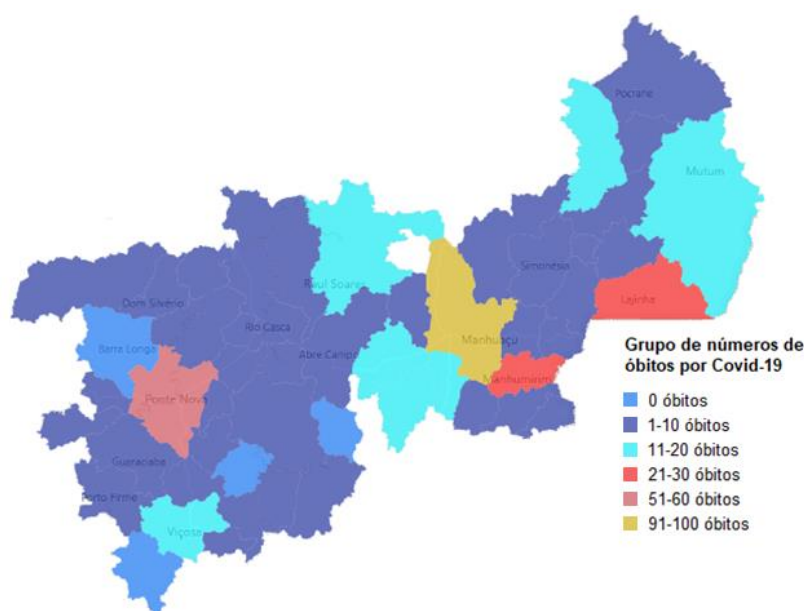 Pocrane
Mutum
Simonésia
Raul Soares
Lajinha
Dom Silvério
Rio Casca
Manhuaçu
Barra Longa
Abre Campo
Manhumirim
Ponte Nova
Guaraciaba
Porto Firme
Viçosa
Grupo de números de
óbitos por Covid-19
0 óbitos
1-10 óbitos
11-20 óbitos
21-30 óbitos
51-60 óbitos
91-100 óbitos